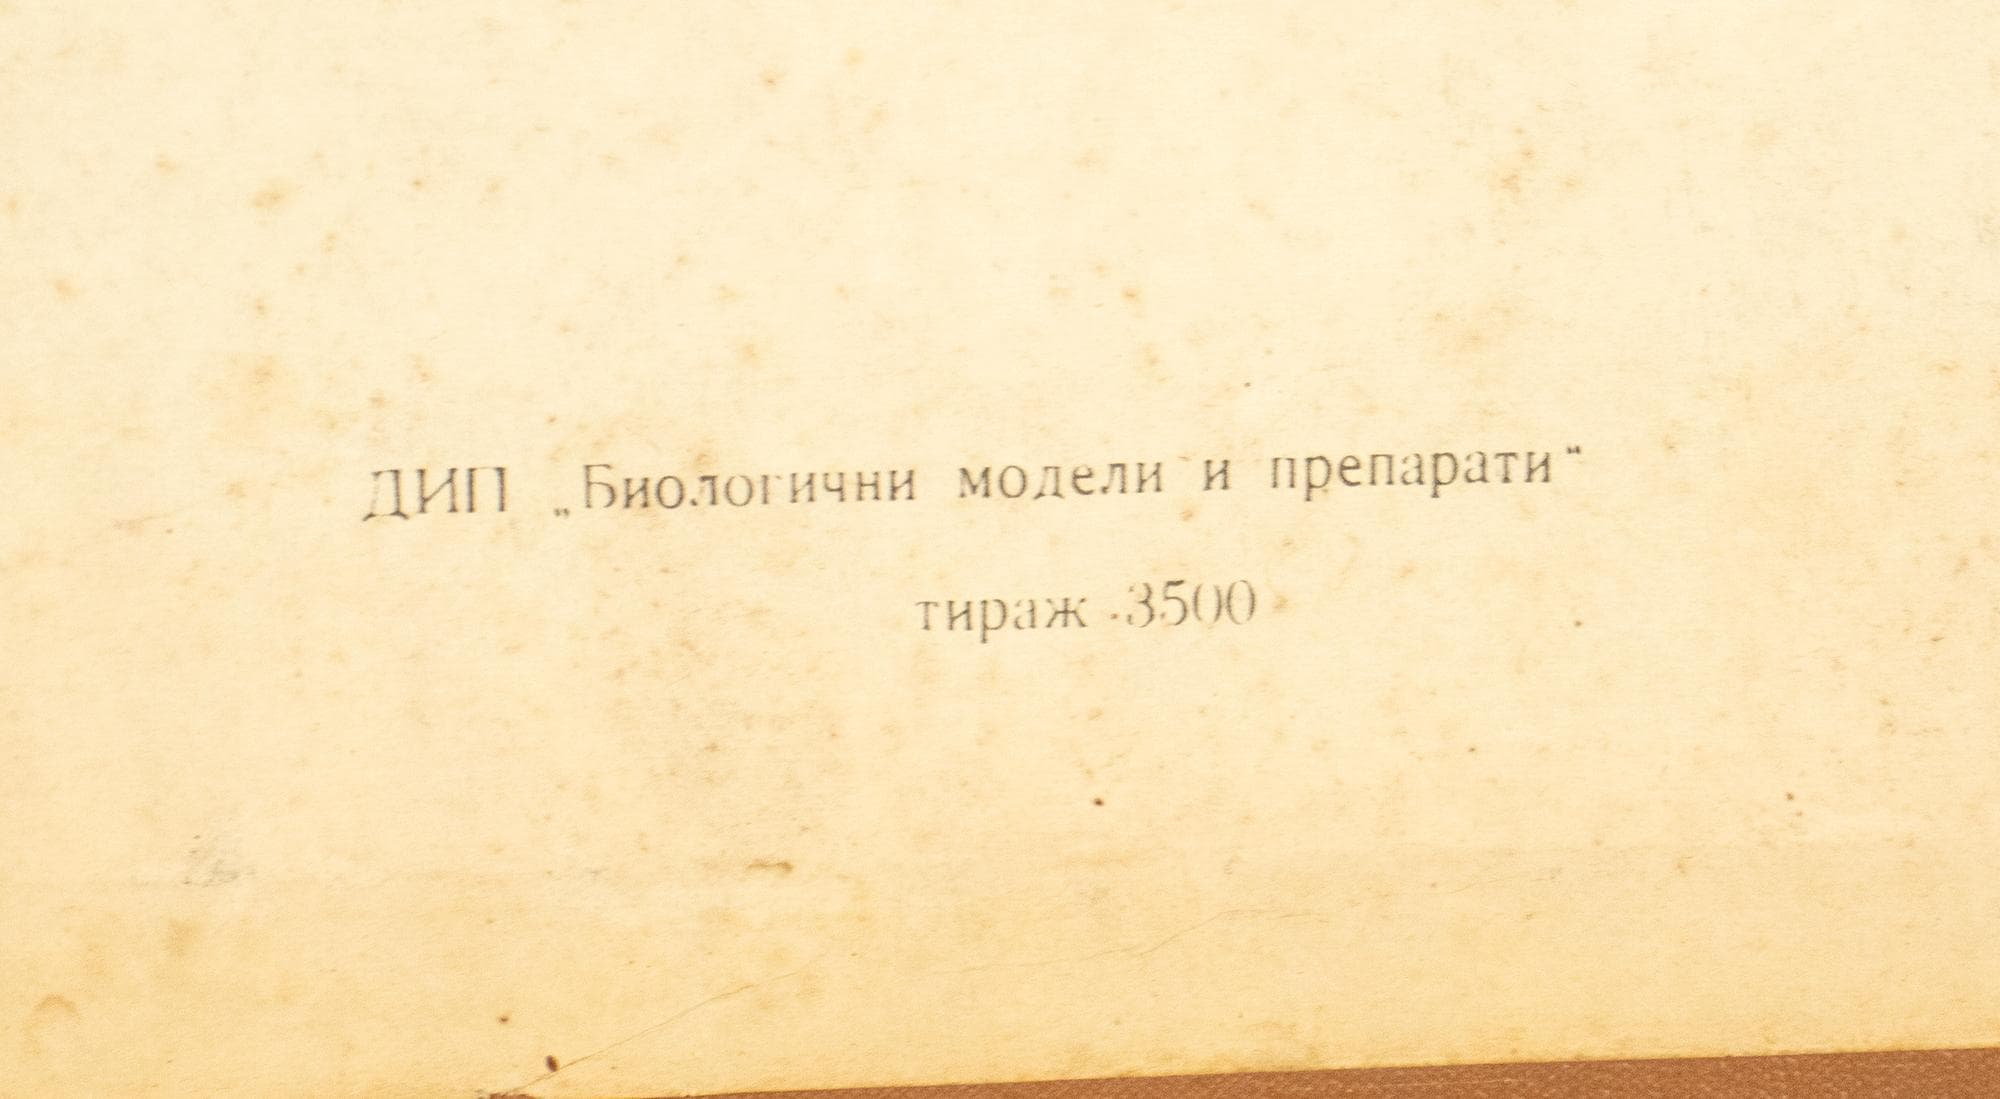 ДИП „Биологични модели и препарати“
тираж 3500